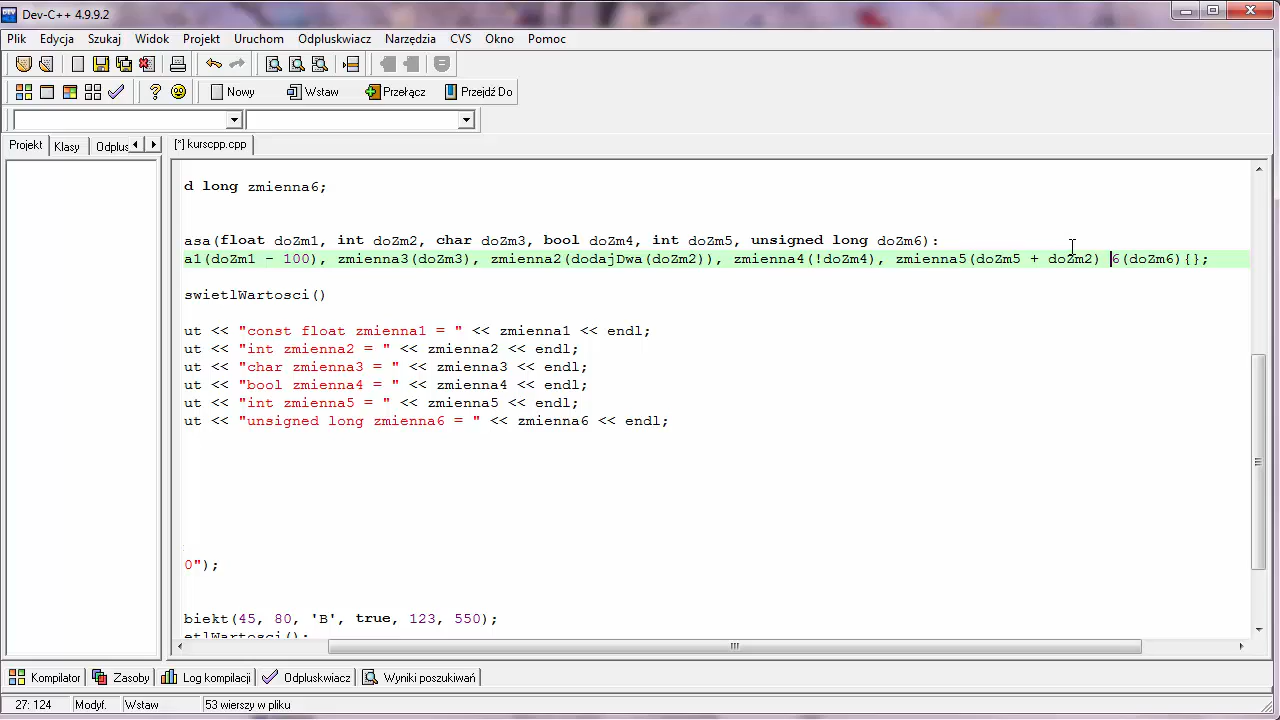 Dev-C++ 4.9.9.2
Plik Edycja Szukaj Widok Projekt Uruchom Odpluskwiacz Narzędzia CVS Okno Pomoc
Nowy Wstaw Przełącz Przejdź Do
Projekt Klasy Odplus [*] kurscpp.cpp
d long zmienna6;
asa(float doZm1, int doZm2, char doZm3, bool doZm4, int doZm5, unsigned long doZm6):
a1(doZm1 - 100), zmienna3(doZm3), zmienna2(dodajDwa(doZm2)), zmienna4(!doZm4), zmienna5(doZm5 + doZm2) 6(doZm6){};
swietlWartosci()
ut << "const float zmienna1 = " << zmienna1 << endl;
ut << "int zmienna2 = " << zmienna2 << endl;
ut << "char zmienna3 = " << zmienna3 << endl;
ut << "bool zmienna4 = " << zmienna4 << endl;
ut << "int zmienna5 = " << zmienna5 << endl;
ut << "unsigned long zmienna6 = " << zmienna6 << endl;
0");
biekt(45, 80, 'B', true, 123, 550);
etlWartosci();
Kompilator Zasoby Log kompilacji Odpluskwiacz Wyniki poszukiwań
27: 124 Modyf. Wstaw 53 wierszy w pliku